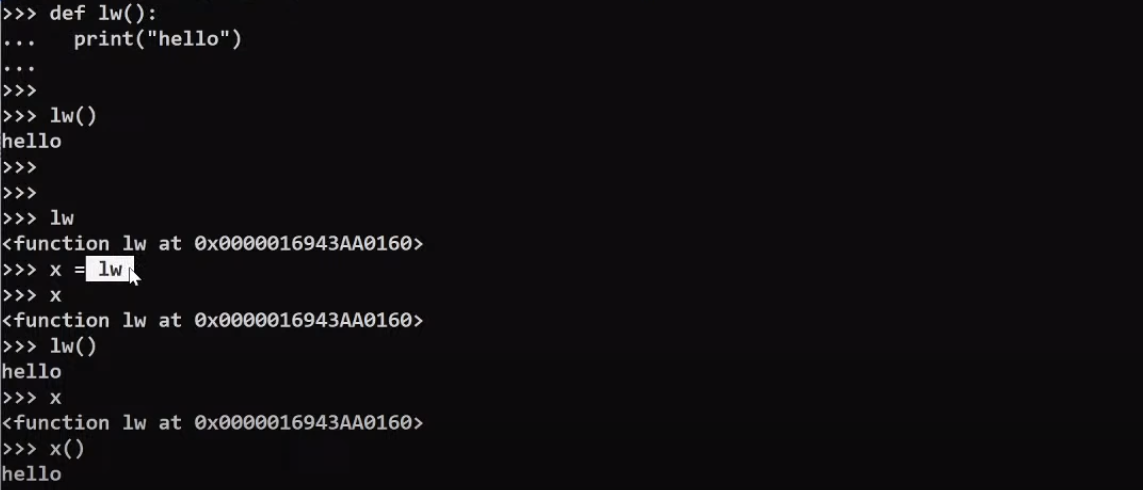 >>> def lw():
...   print("hello")
...
>>>
>>> lw()
hello
>>>
>>>
>>> lw
<function lw at 0x0000016943AA0160>
>>> x = lw
>>> x
<function lw at 0x0000016943AA0160>
>>> lw()
hello
>>> x
<function lw at 0x0000016943AA0160>
>>> x()
hello